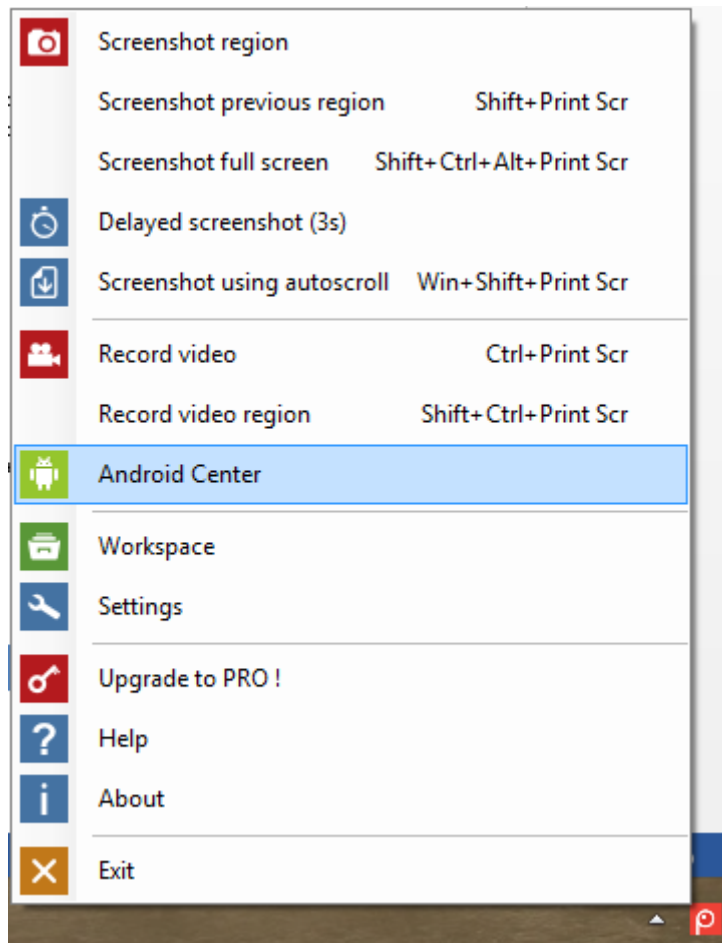 Screenshot region
Screenshot previous region Shift+Print Scr
Screenshot full screen Shift+Ctrl+Alt+Print Scr
Delayed screenshot (3s)
Screenshot using autoscroll Win+Shift+Print Scr
Record video Ctrl+Print Scr
Record video region Shift+Ctrl+Print Scr
Android Center
Workspace
Settings
Upgrade to PRO !
Help
About
Exit